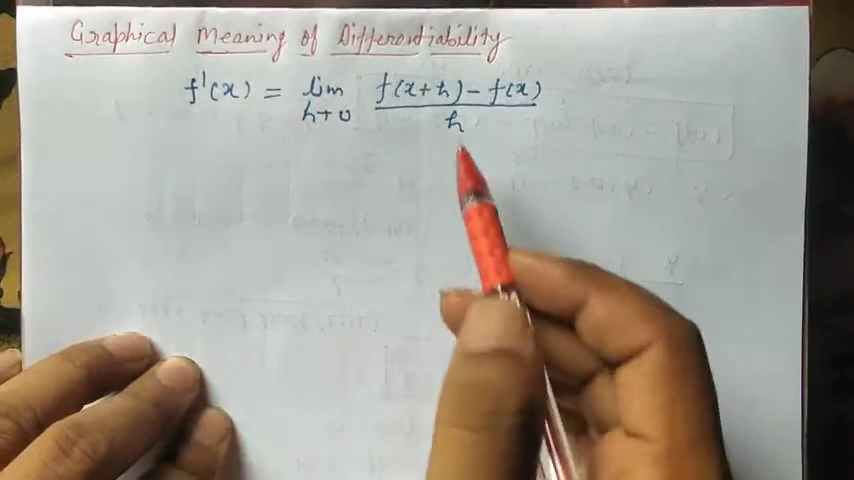 Graphical Meaning of Differentiability
f'(x) = lim h→0 f(x+h) - f(x) / h